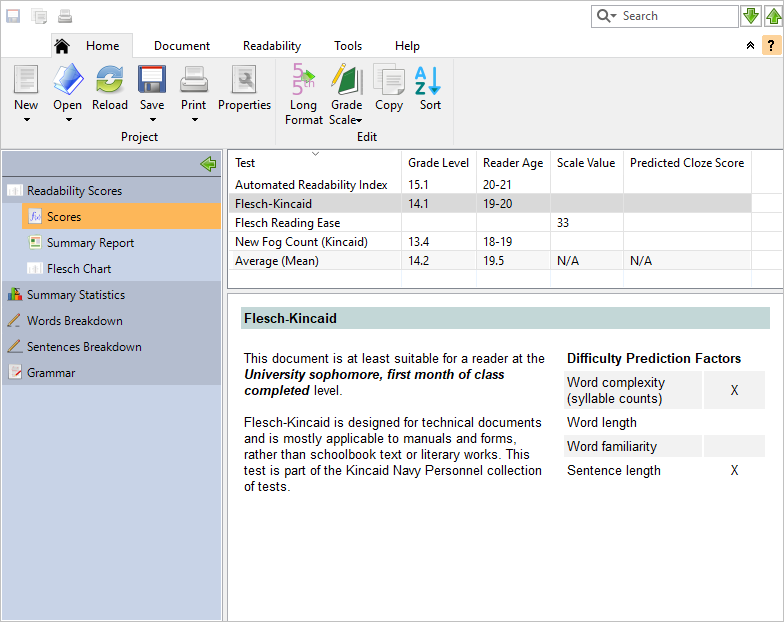 Search
?
Home Document Readability Tools Help
5
5th
A
Z
New Open Reload Save Print Properties Long Format Grade Scale Copy Sort
Project Edit
Test Grade Level Reader Age Scale Value Predicted Cloze Score
Automated Readability Index 15.1 20-21
Flesch-Kincaid 14.1 19-20
Flesch Reading Ease 33
New Fog Count (Kincaid) 13.4 18-19
Average (Mean) 14.2 19.5 N/A N/A
Readability Scores
f(x) Scores
Summary Report
Flesch Chart
Summary Statistics
Words Breakdown
Sentences Breakdown
Grammar
Flesch-Kincaid
This document is at least suitable for a reader at the
University sophomore, first month of class
completed level.
Flesch-Kincaid is designed for technical documents
and is mostly applicable to manuals and forms,
rather than schoolbook text or literary works. This
test is part of the Kincaid Navy Personnel collection
of tests.
Difficulty Prediction Factors
Word complexity
(syllable counts) X
Word length
Word familiarity
Sentence length X